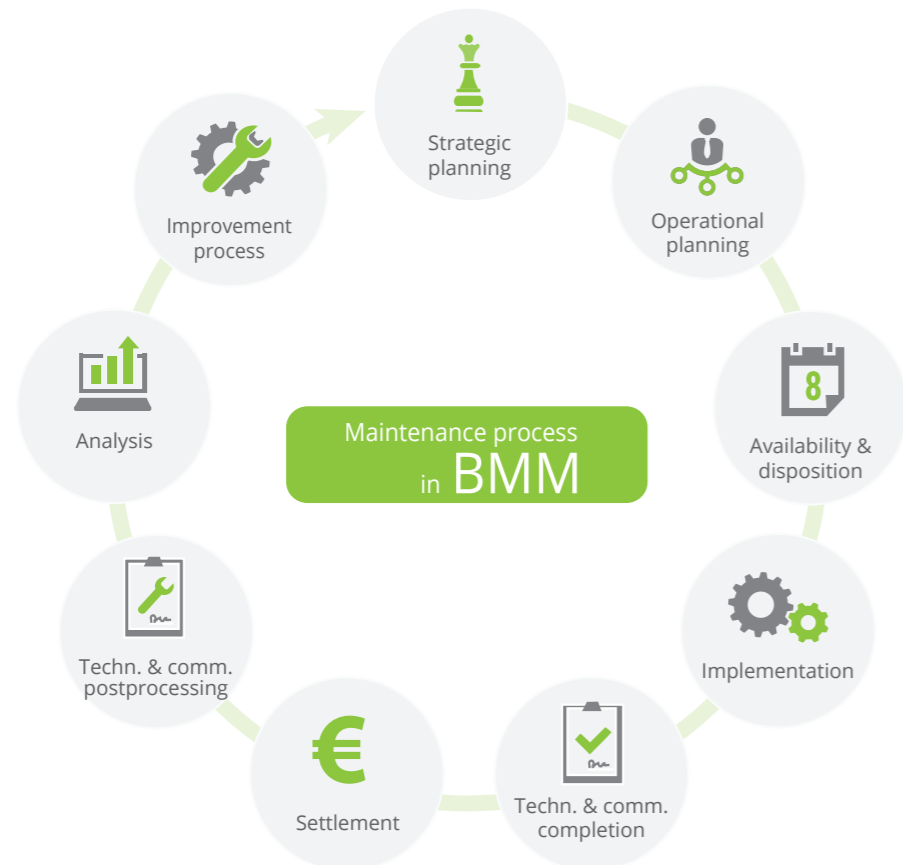 Strategic
planning
Operational
planning
8
Availability &
disposition
Implementation
Techn. & comm.
completion
€
Settlement
Techn. & comm.
postprocessing
Analysis
Improvement
process
Maintenance process
in BMM